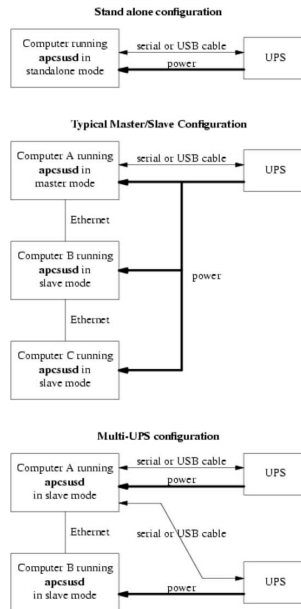 Stand alone configuration
Computer running
apcsusd in
standalone mode
serial or USB cable
power
UPS
Typical Master/Slave Configuration
Computer A running
apcsusd in
master mode
serial or USB cable
UPS
Ethernet
Computer B running
apcsusd in
slave mode
power
Ethernet
Computer C running
apcsusd in
slave mode
Multi-UPS configuration
Computer A running
apcsusd
in slave mode
serial or USB cable
power
UPS
Ethernet
serial or USB cable
Computer B running
apcsusd
in slave mode
power
UPS